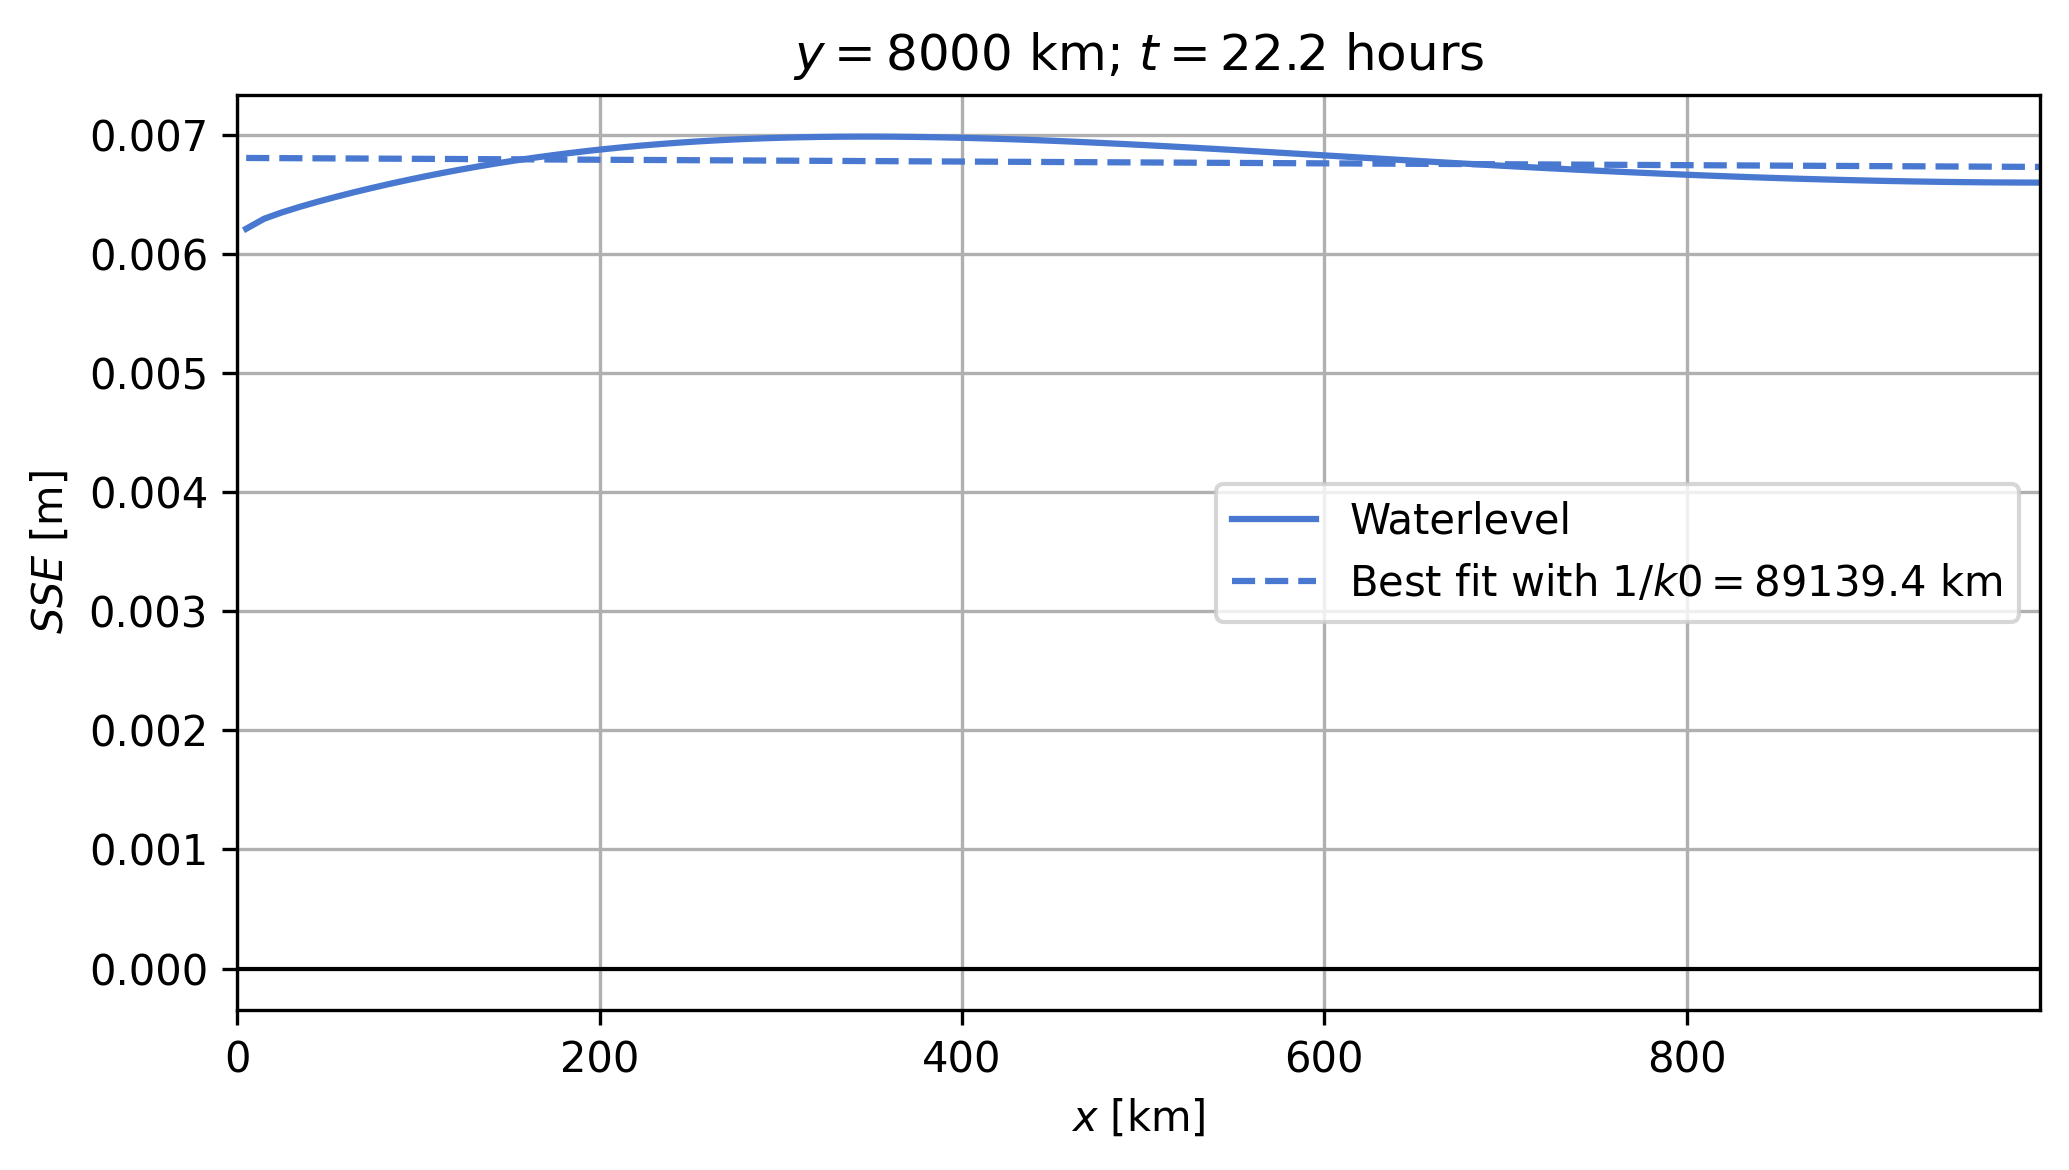 y = 8000 km; t = 22.2 hours
0.007
0.006
0.005
0.004
0.003
0.002
0.001
0.000
SSE [m]
Waterlevel
Best fit with 1/k0 = 89139.4 km
0 200 400 600 800
x [km]